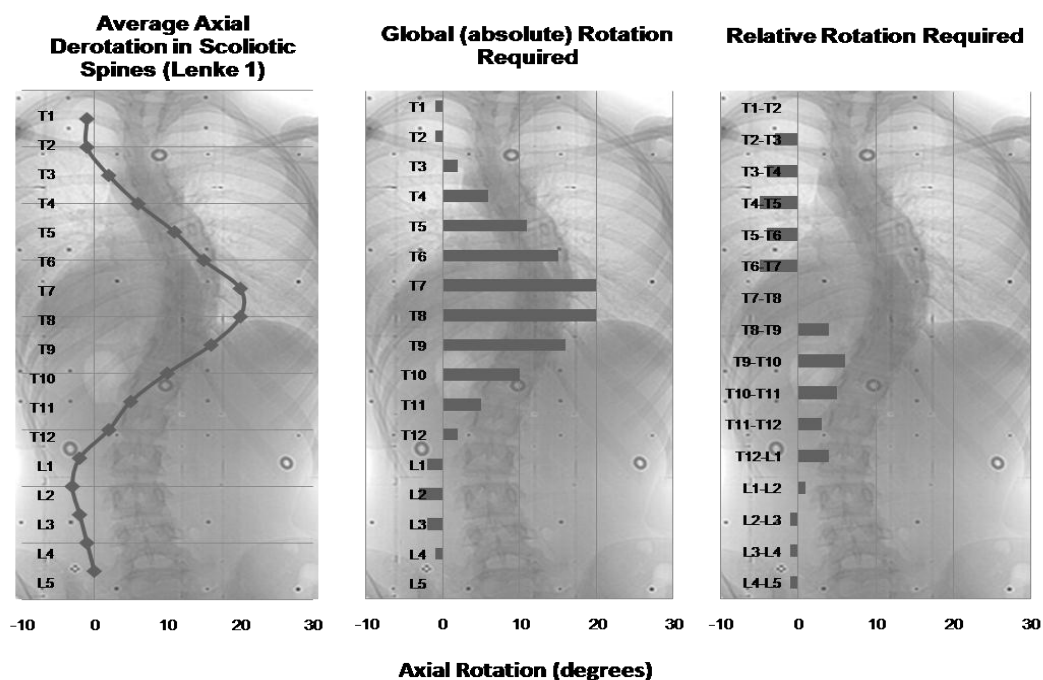 Average Axial
Derotation in Scoliotic
Spines (Lenke 1)
T1
T2
T3
T4
T5
T6
T7
T8
T9
T10
T11
T12
L1
L2
L3
L4
L5
-10 0 10 20 30
Global (absolute) Rotation
Required
T1
T2
T3
T4
T5
T6
T7
T8
T9
T10
T11
T12
L1
L2
L3
L4
L5
-10 0 10 20 30
Relative Rotation Required
T1-T2
T2-T3
T3-T4
T4-T5
T5-T6
T6-T7
T7-T8
T8-T9
T9-T10
T10-T11
T11-T12
T12-L1
L1-L2
L2-L3
L3-L4
L4-L5
-10 0 10 20 30
Axial Rotation (degrees)